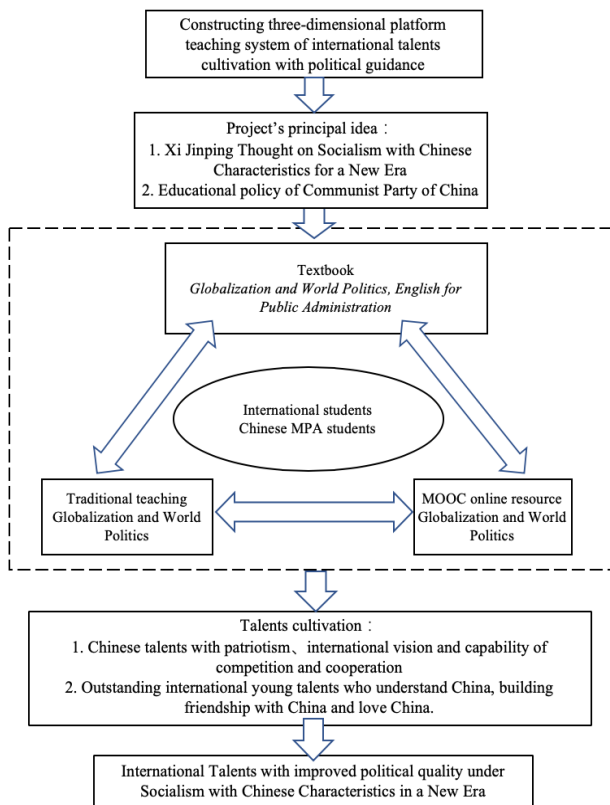 Constructing three-dimensional platform
teaching system of international talents
cultivation with political guidance
Project's principal idea：
1. Xi Jinping Thought on Socialism with Chinese
Characteristics for a New Era
2. Educational policy of Communist Party of China
Textbook
Globalization and World Politics, English for
Public Administration
International students
Chinese MPA students
Traditional teaching
Globalization and World
Politics
MOOC online resource
Globalization and World
Politics
Talents cultivation：
1. Chinese talents with patriotism、international vision and capability of
competition and cooperation
2. Outstanding international young talents who understand China, building
friendship with China and love China.
International Talents with improved political quality under
Socialism with Chinese Characteristics in a New Era